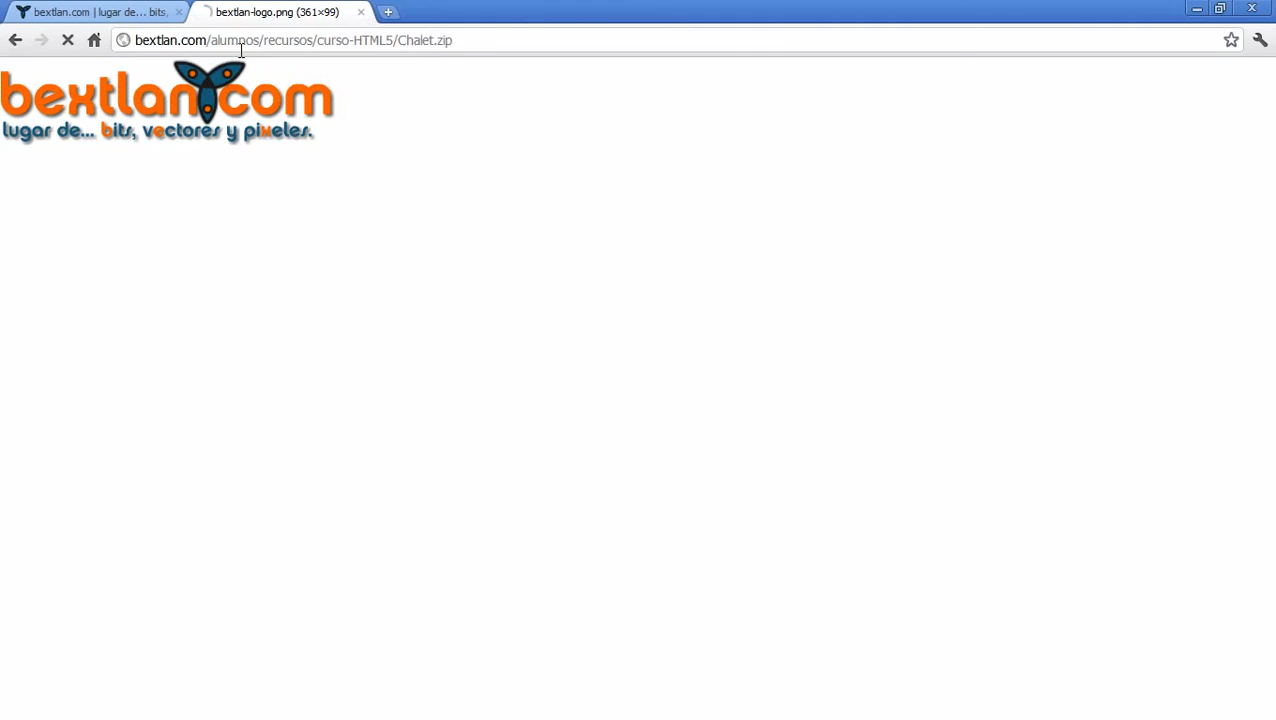 bextlan.com | lugar de... bits,
bextlan-logo.png (361×99)
bextlan.com/alumnos/recursos/curso-HTML5/Chalet.zip
bextlan.com
lugar de... bits, vectores y pixeles.